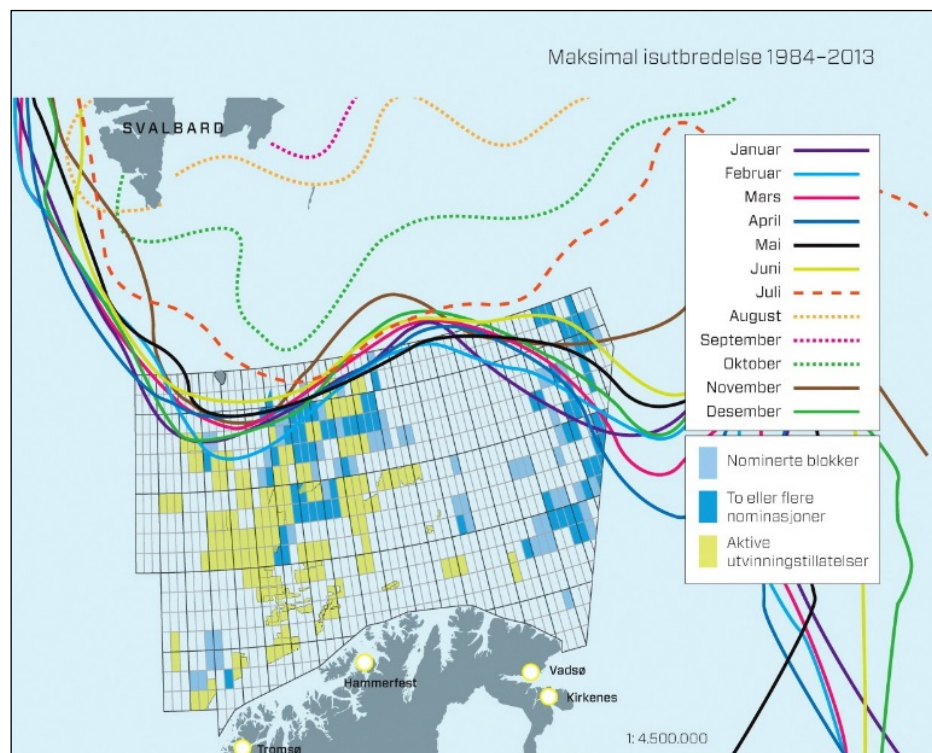 Maksimal isutbredelse 1984–2013
SVALBARD
Januar
Februar
Mars
April
Mai
Juni
Juli
August
September
Oktober
November
Desember
Nominerte blokker
To eller flere
nominasjoner
Aktive
utvinningstillatelser
Vadsø
Hammerfest
Kirkenes
Tromsø
1: 4.500.000